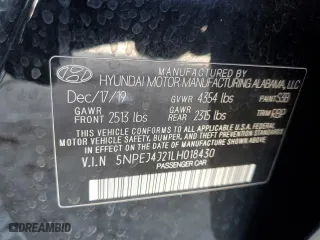 MANUFACTURED BY
HYUNDAI MOTOR MANUFACTURING ALABAMA, LLC
Dec/17/19 GVWR 4354 lbs PAINT S3B
GAWR FRONT 2513 lbs GAWR REAR 2315 lbs TRIM
THIS VEHICLE CONFORMS TO ALL APPLICABLE U.S. FEDERAL
MOTOR VEHICLE SAFETY, BUMPER, AND THEFT PREVENTION
STANDARDS IN EFFECT ON THE DATE OF MANUFACTURE SHOWN ABOVE.
V.I.N 5NPEJ4J21LH018430
PASSENGER CAR